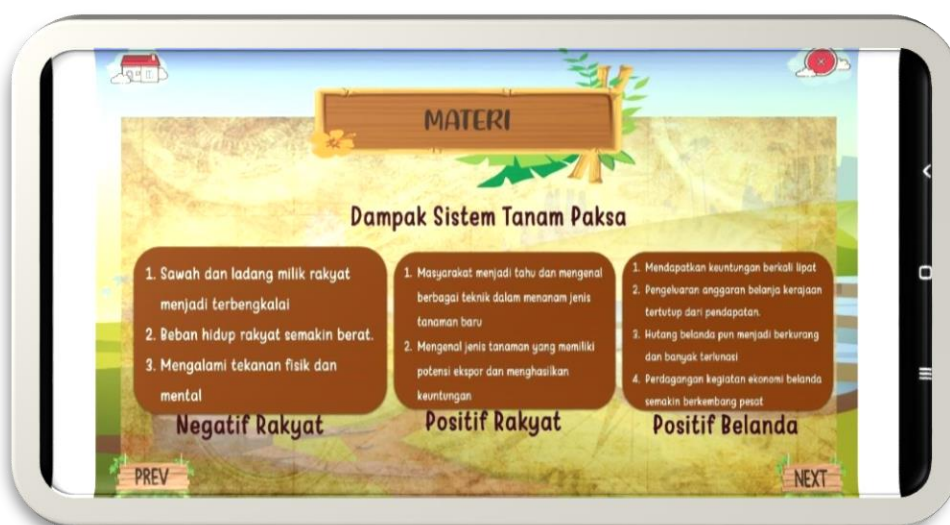 MATERI
Dampak Sistem Tanam Paksa
1. Sawah dan ladang milik rakyat
menjadi terbengkalai
2. Beban hidup rakyat semakin berat.
3. Mengalami tekanan fisik dan
mental
Negatif Rakyat
1. Masyarakat menjadi tahu dan mengenal
berbagai teknik dalam menanam jenis
tanaman baru
2. Mengenal jenis tanaman yang memiliki
potensi ekspor dan menghasilkan
keuntungan
Positif Rakyat
1. Mendapatkan keuntungan berkali lipat
2. Pengeluaran anggaran belanja kerajaan
tertutup dari pendapatan.
3. Hutang belanda pun menjadi berkurang
dan banyak terlunasi
4. Perdagangan kegiatan ekonomi belanda
semakin berkembang pesat
Positif Belanda
PREV
NEXT